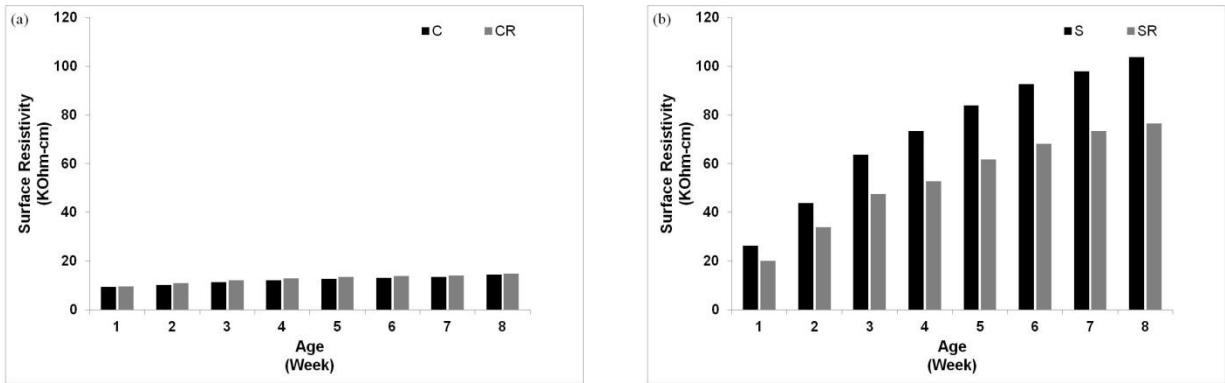 (a)
C CR
120
100
80
60
40
20
0
Surface Resistivity
(KOhm-cm)
1 2 3 4 5 6 7 8
Age
(Week)
(b)
S SR
120
100
80
60
40
20
0
Surface Resistivity
(KOhm-cm)
1 2 3 4 5 6 7 8
Age
(Week)